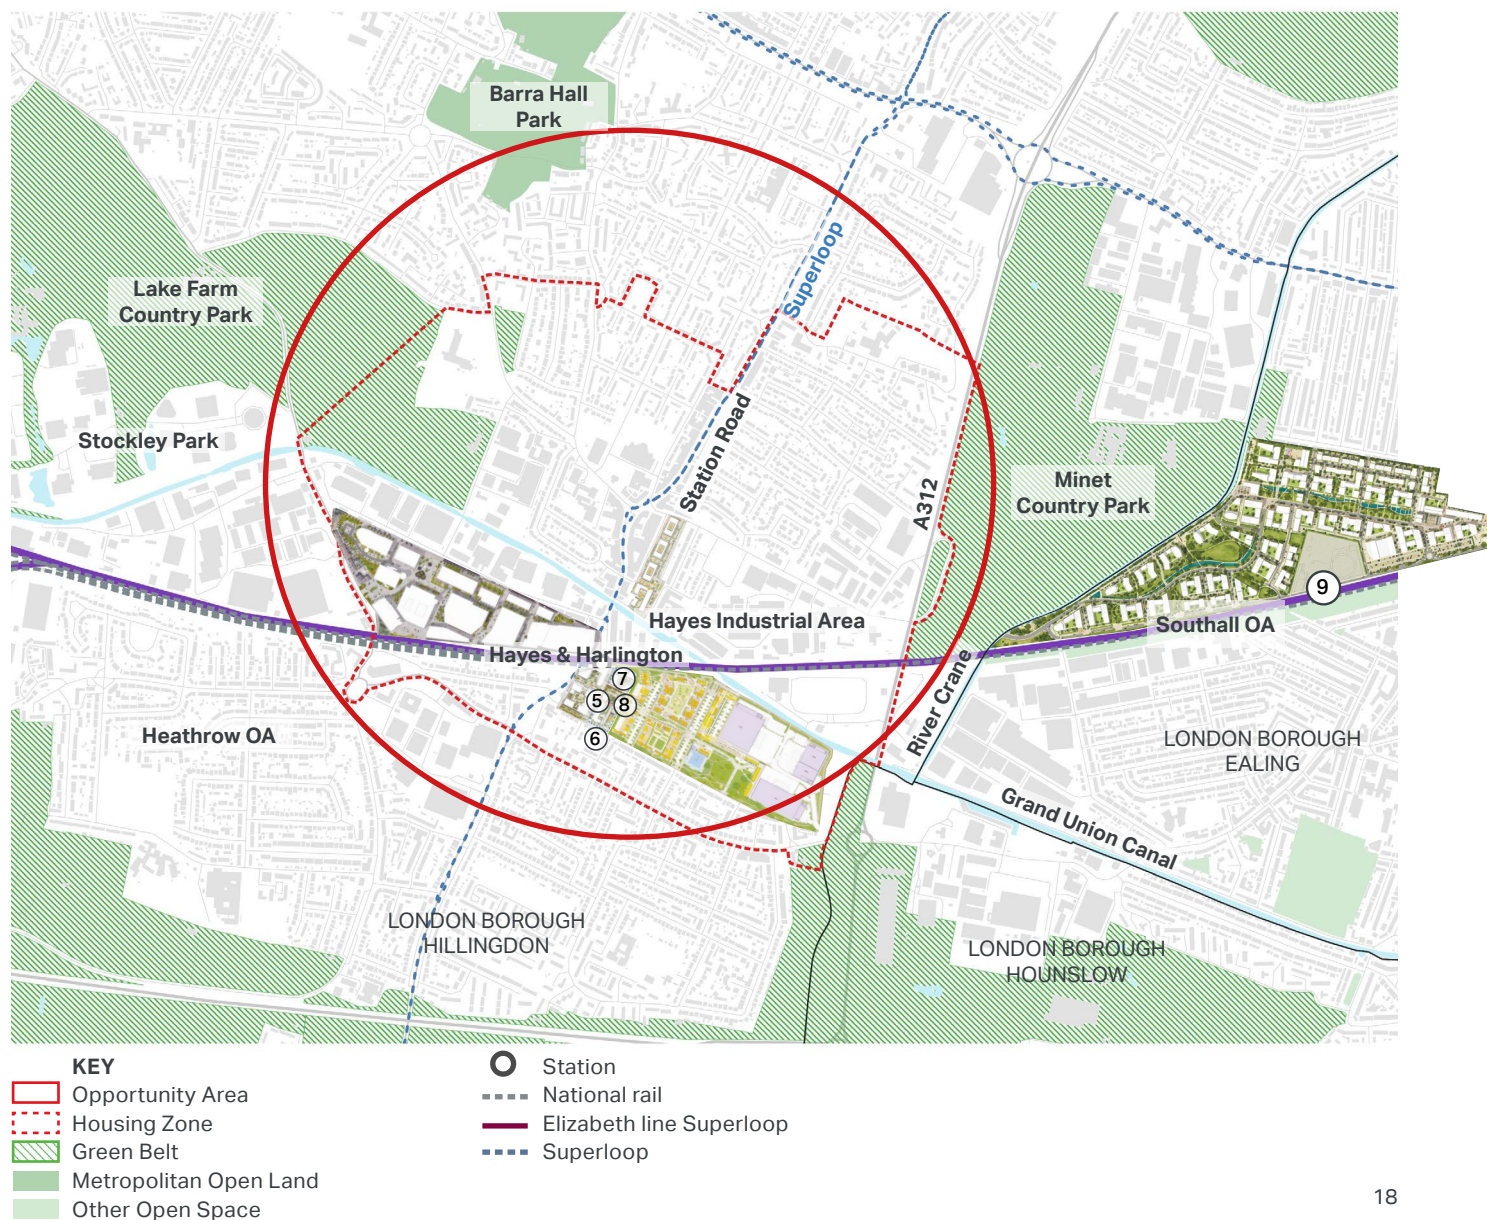 Barra Hall
Park
Superloop
Lake Farm
Country Park
Stockley Park
Station Road
A312
Minet
Country Park
9
Hayes Industrial Area
Southall OA
Hayes & Harlington
7
5
8
6
River Crane
Heathrow OA
LONDON BOROUGH
EALING
Grand Union Canal
LONDON BOROUGH
HILLINGDON
LONDON BOROUGH
HOUNSLOW
KEY
Opportunity Area
Housing Zone
Green Belt
Metropolitan Open Land
Other Open Space
Station
National rail
Elizabeth line Superloop
Superloop
18